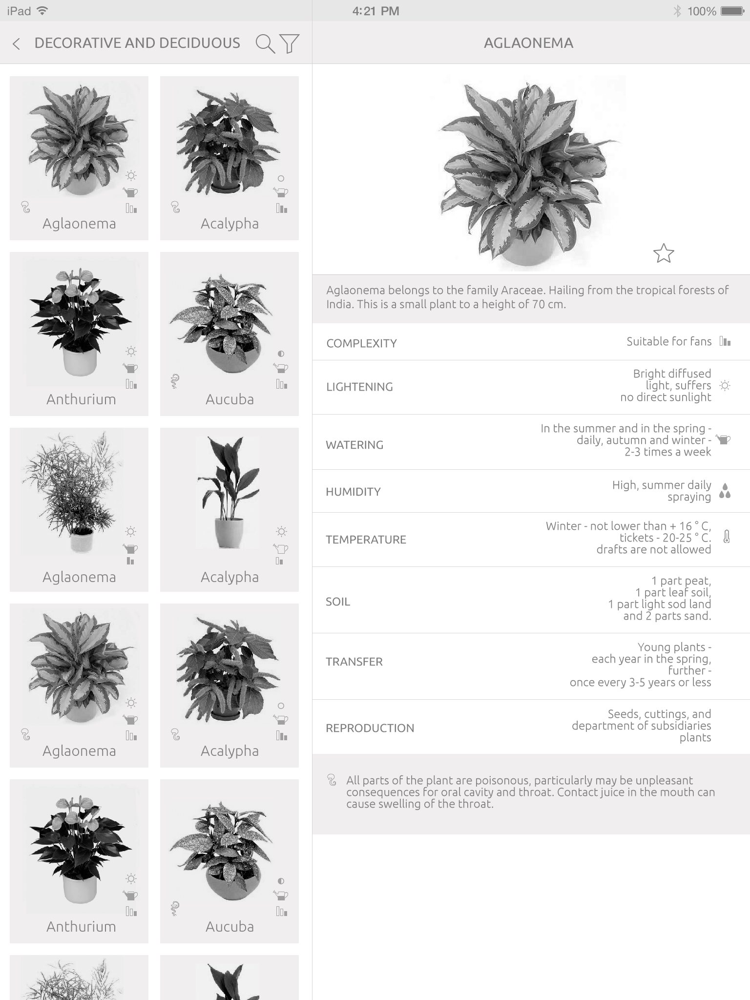 iPad
4:21 PM
100%
DECORATIVE AND DECIDUOUS
Aglaonema
Acalypha
Anthurium
Aucuba
Aglaonema
Acalypha
Aglaonema
Acalypha
Anthurium
Aucuba
AGLAONEMA
Aglaonema belongs to the family Araceae. Hailing from the tropical forests of
India. This is a small plant to a height of 70 cm.
COMPLEXITY
Suitable for fans
LIGHTENING
Bright diffused
light, suffers
no direct sunlight
WATERING
In the summer and in the spring -
daily, autumn and winter -
2-3 times a week
HUMIDITY
High, summer daily
spraying
TEMPERATURE
Winter - not lower than + 16 ° C,
tickets - 20-25 ° C.
drafts are not allowed
SOIL
1 part peat,
1 part leaf soil,
1 part light sod land
and 2 parts sand.
TRANSFER
Young plants -
each year in the spring,
further -
once every 3-5 years or less
REPRODUCTION
Seeds, cuttings, and
department of subsidiaries
plants
All parts of the plant are poisonous, particularly may be unpleasant
consequences for oral cavity and throat. Contact juice in the mouth can
cause swelling of the throat.